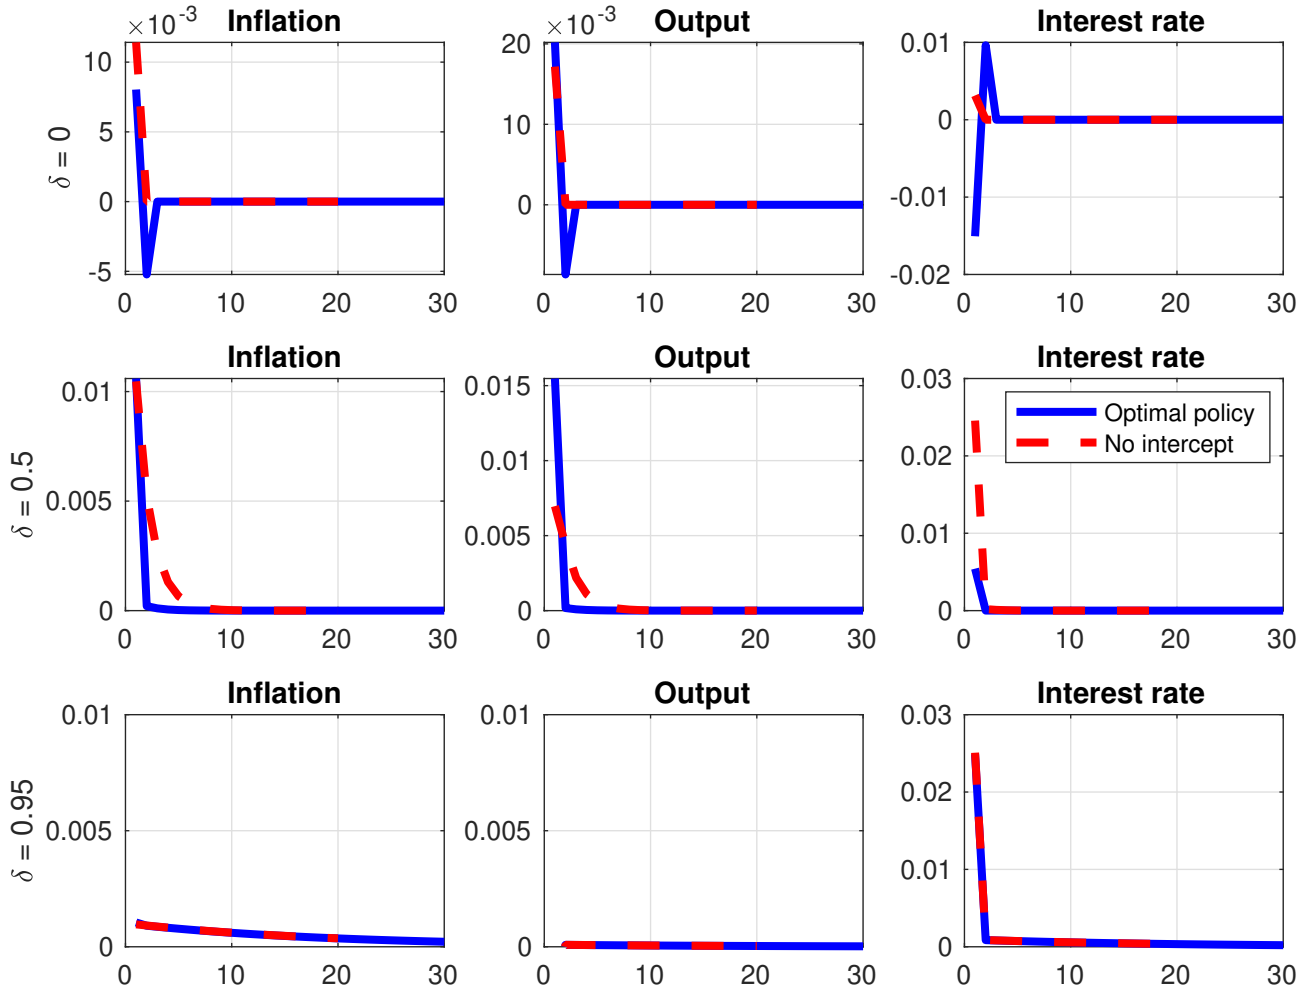 ×10⁻³ Inflation
10
5
0
-5
0 10 20 30
δ = 0
×10⁻³ Output
20
10
0
0 10 20 30
Interest rate
0.01
0
-0.01
-0.02
0 10 20 30
Inflation
0.01
0.005
0
0 10 20 30
δ = 0.5
Output
0.015
0.01
0.005
0
0 10 20 30
Interest rate
0.03
0.02
0.01
0
0 10 20 30
Optimal policy
No intercept
Inflation
0.01
0.005
0
0 10 20 30
δ = 0.95
Output
0.01
0.005
0
0 10 20 30
Interest rate
0.03
0.02
0.01
0
0 10 20 30